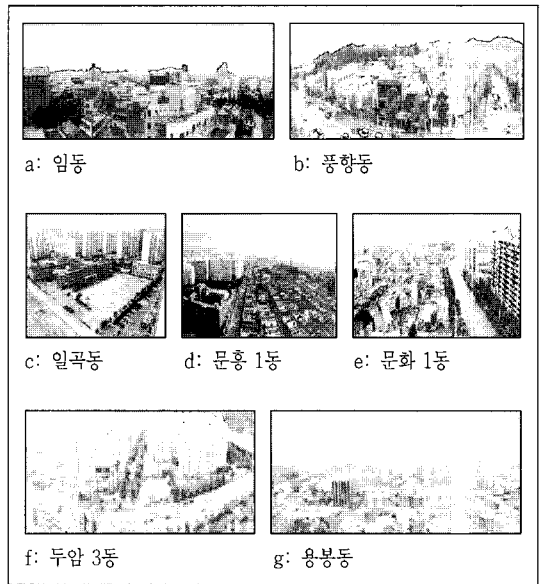 a: 임동
b: 풍향동
c: 일곡동
d: 문흥 1동
e: 문화 1동
f: 두암 3동
g: 용봉동